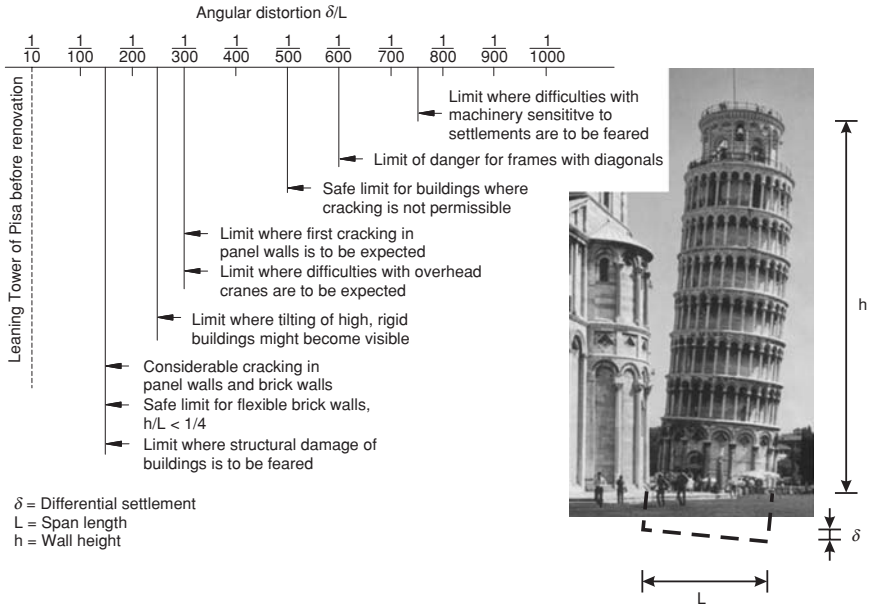 Angular distortion δ/L
1/10 1/100 1/200 1/300 1/400 1/500 1/600 1/700 1/800 1/900 1/1000
Leaning Tower of Pisa before renovation
Limit where difficulties with
machinery sensititve to
settlements are to be feared
Limit of danger for frames with diagonals
Safe limit for buildings where
cracking is not permissible
Limit where first cracking in
panel walls is to be expected
Limit where difficulties with overhead
cranes are to be expected
Limit where tilting of high, rigid
buildings might become visible
Considerable cracking in
panel walls and brick walls
Safe limit for flexible brick walls,
h/L < 1/4
Limit where structural damage of
buildings is to be feared
δ = Differential settlement
L = Span length
h = Wall height
h
δ
L